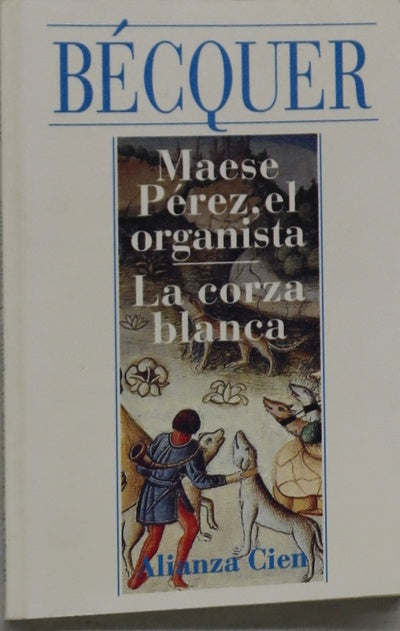 BÉCQUER
Maese
Pérez, el
organista
La corza
blanca
Alianza Cien